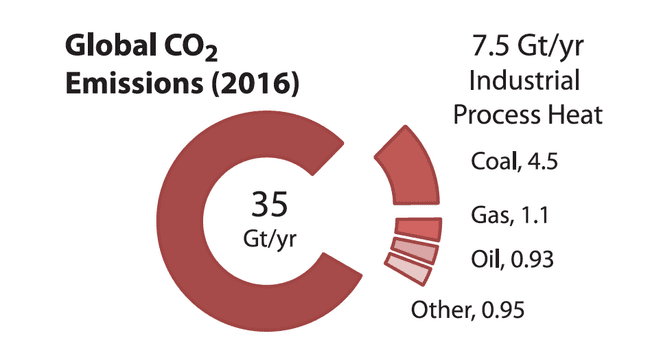 Global CO₂
Emissions (2016)
7.5 Gt/yr
Industrial
Process Heat
35
Gt/yr
Coal, 4.5
Gas, 1.1
Oil, 0.93
Other, 0.95